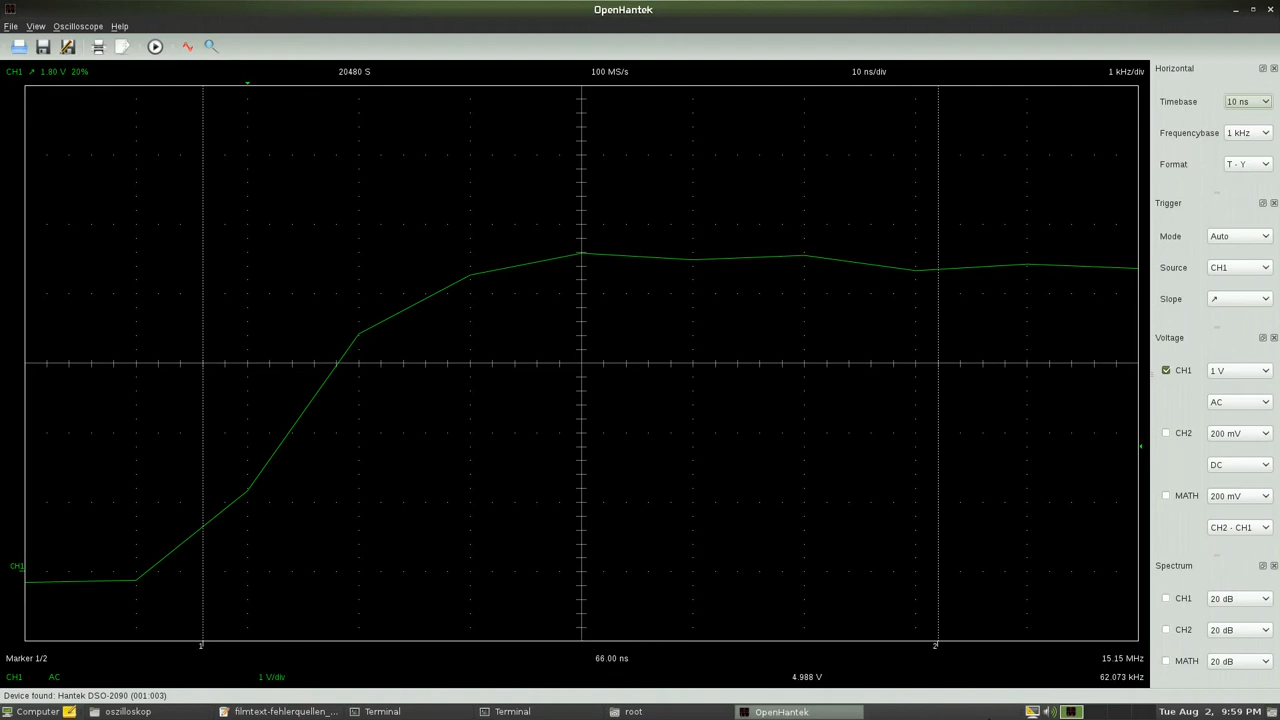 OpenHantek
File View Oscilloscope Help
CH1 ↗ 1.80 V 20% 20480 S 100 MS/s 10 ns/div 1 kHz/div
Horizontal
Timebase 10 ns
Frequencybase 1 kHz
Format T - Y
Trigger
Mode Auto
Source CH1
Slope ↗
Voltage
CH1 1 V
AC
CH2 200 mV
DC
MATH 200 mV
CH2 - CH1
Spectrum
CH1 20 dB
CH2 20 dB
MATH 20 dB
CH1
1 2
Marker 1/2 66.00 ns 15.15 MHz
CH1 AC 1 V/div 4.988 V 62.073 kHz
Device found: Hantek DSO-2090 (001:003)
Computer oszilloskop filmtext-fehlerquellen_... Terminal Terminal root OpenHantek Tue Aug 2, 9:59 PM